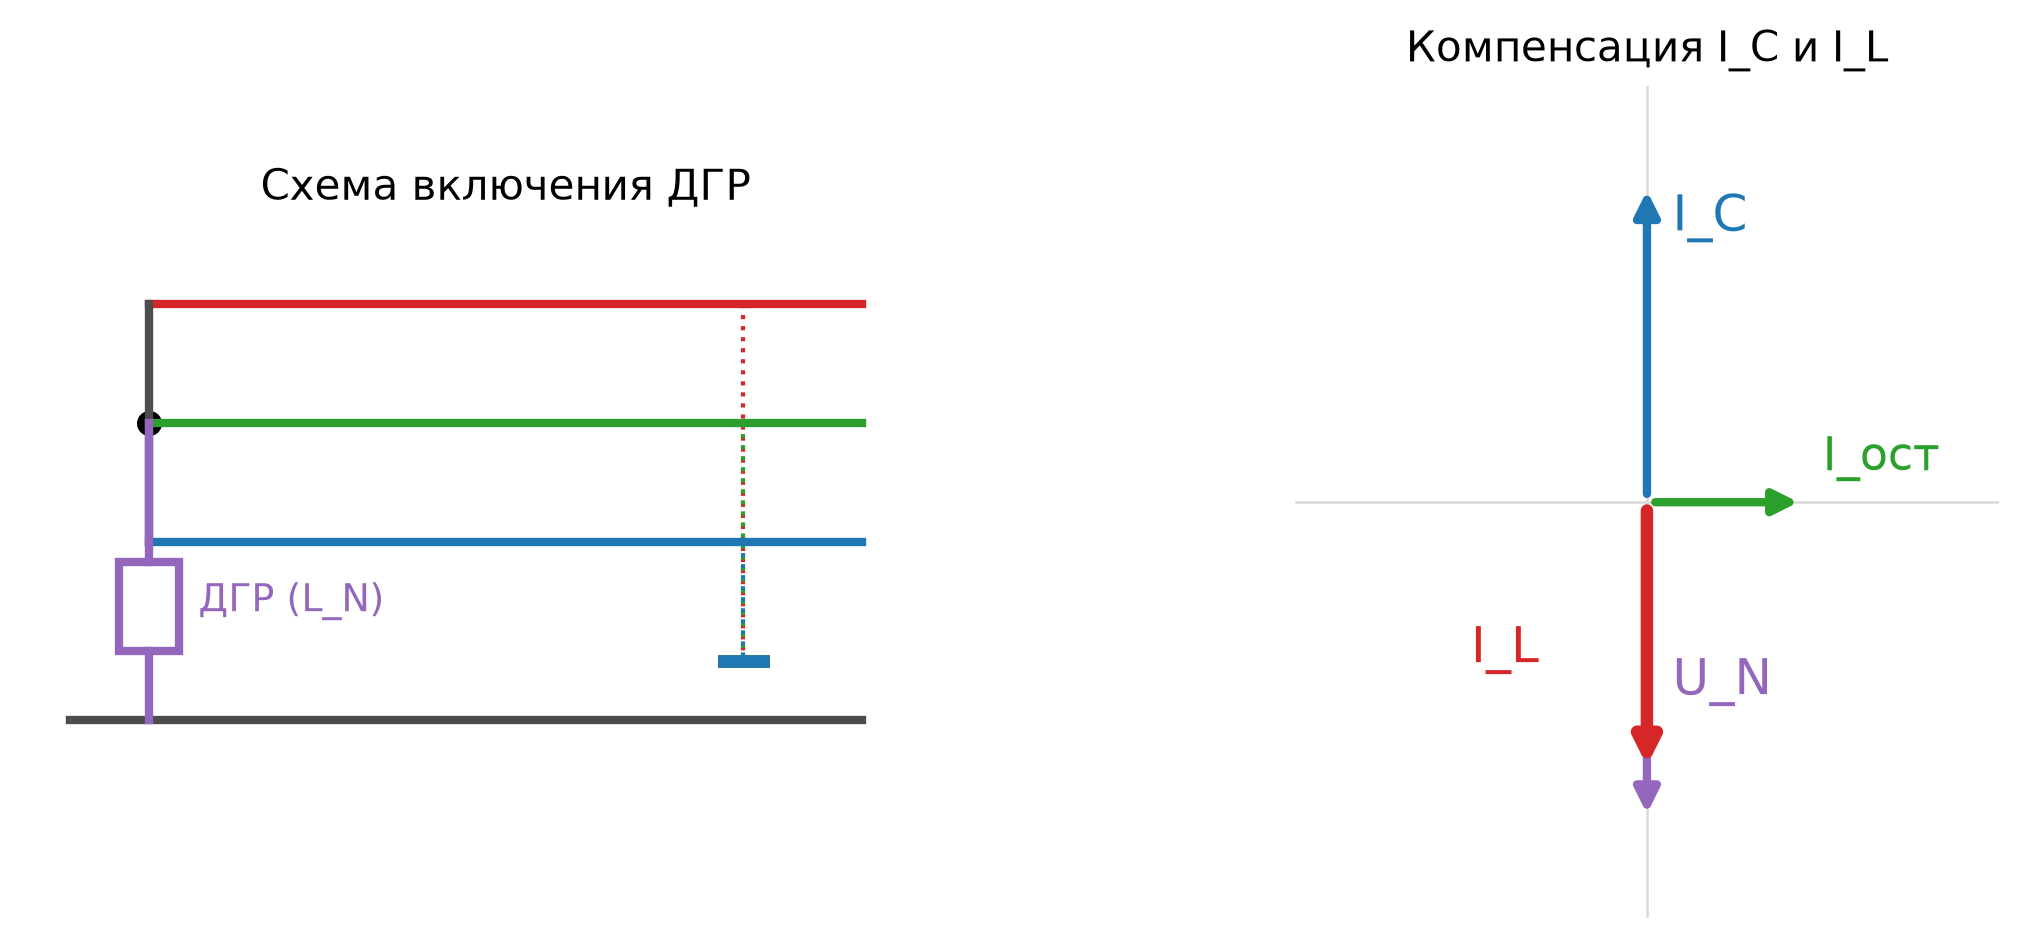 Схема включения ДГР
ДГР (L_N)
Компенсация I_C и I_L
I_C
I_ост
I_L
U_N